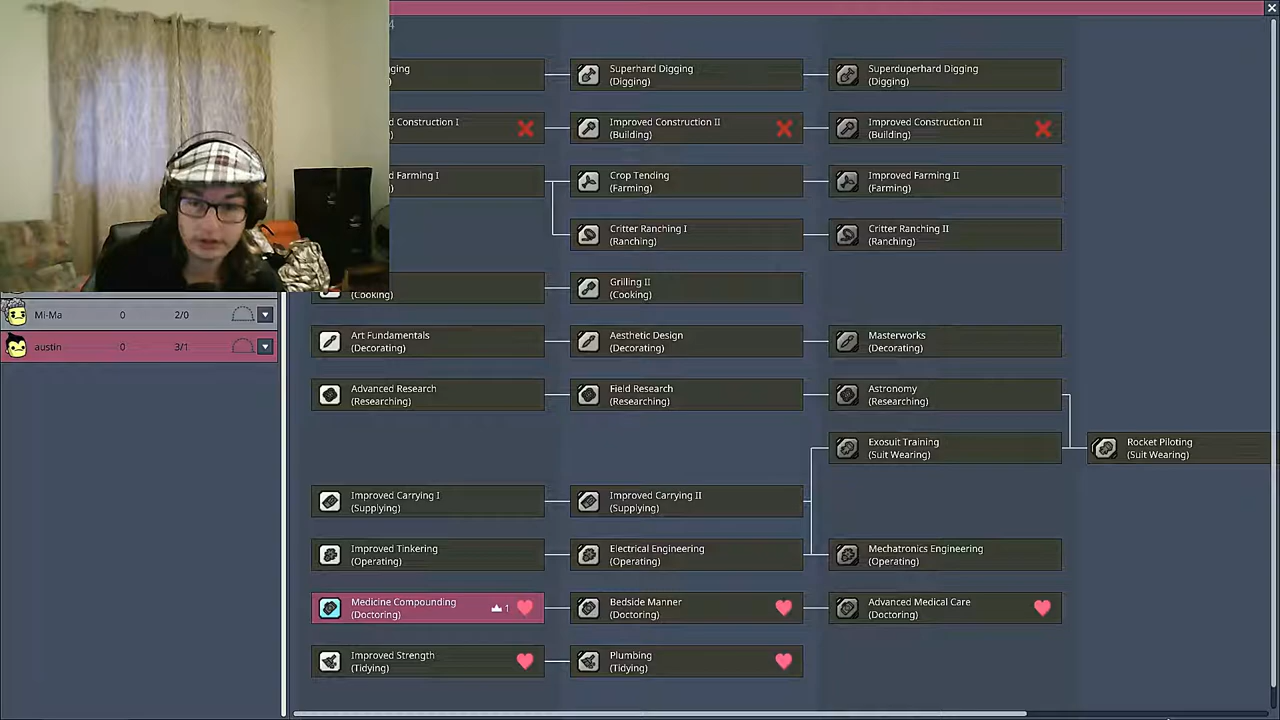 4
gging
Superhard Digging
(Digging)
Superduperhard Digging
(Digging)
d Construction I
)
Improved Construction II
(Building)
Improved Construction III
(Building)
d Farming I
)
Crop Tending
(Farming)
Improved Farming II
(Farming)
Critter Ranching I
(Ranching)
Critter Ranching II
(Ranching)
(Cooking)
Grilling II
(Cooking)
Mi-Ma 0 2/0
austin 0 3/1
Art Fundamentals
(Decorating)
Aesthetic Design
(Decorating)
Masterworks
(Decorating)
Advanced Research
(Researching)
Field Research
(Researching)
Astronomy
(Researching)
Exosuit Training
(Suit Wearing)
Rocket Piloting
(Suit Wearing)
Improved Carrying I
(Supplying)
Improved Carrying II
(Supplying)
Improved Tinkering
(Operating)
Electrical Engineering
(Operating)
Mechatronics Engineering
(Operating)
Medicine Compounding
(Doctoring)
1
Bedside Manner
(Doctoring)
Advanced Medical Care
(Doctoring)
Improved Strength
(Tidying)
Plumbing
(Tidying)